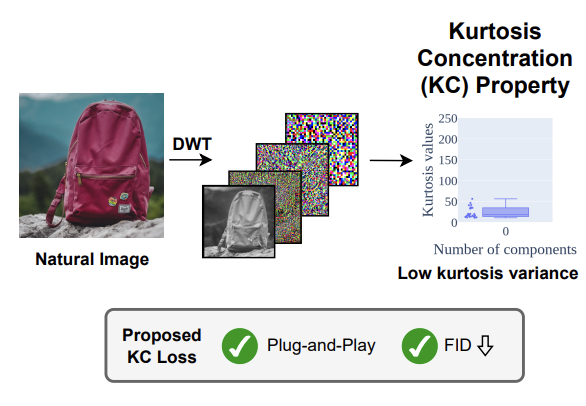 Kurtosis
Concentration
(KC) Property
DWT
250
200
150
100
50
0
Kurtosis values
0
Number of components
Natural Image
Low kurtosis variance
Proposed
KC Loss
Plug-and-Play
FID